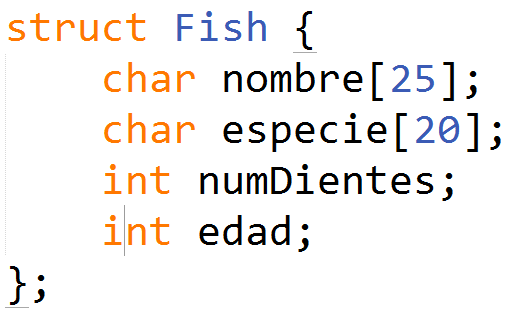 struct Fish {
    char nombre[25];
    char especie[20];
    int numDientes;
    int edad;
};